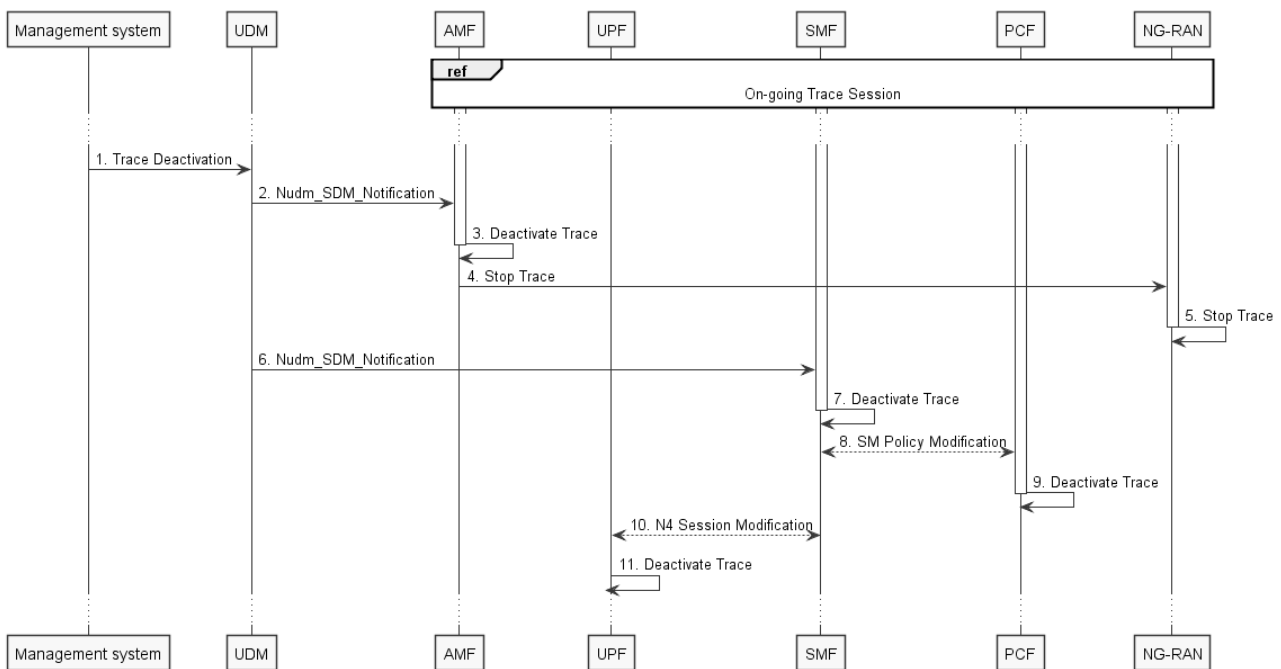 Management system UDM AMF UPF SMF PCF NG-RAN
ref
On-going Trace Session
1. Trace Deactivation
2. Nudm_SDM_Notification
3. Deactivate Trace
4. Stop Trace
5. Stop Trace
6. Nudm_SDM_Notification
7. Deactivate Trace
8. SM Policy Modification
9. Deactivate Trace
10. N4 Session Modification
11. Deactivate Trace
Management system UDM AMF UPF SMF PCF NG-RAN